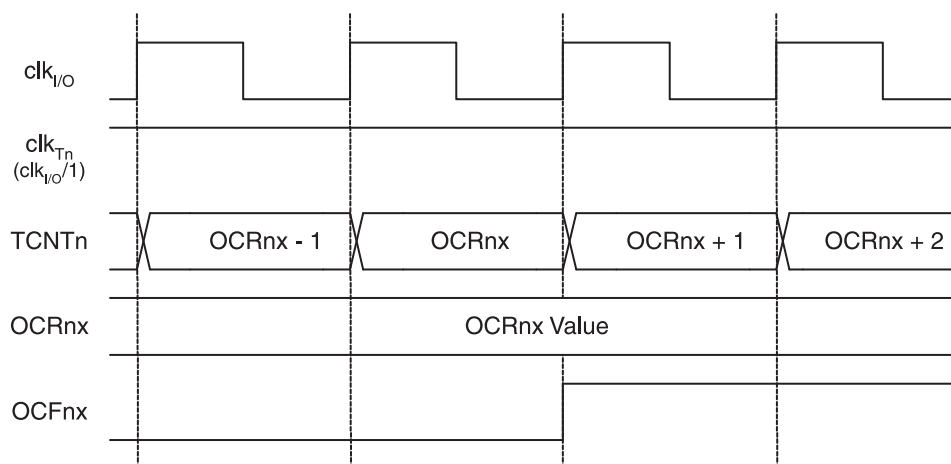 clkI/O
clkTn
(clkI/O/1)
TCNTn OCRnx - 1 OCRnx OCRnx + 1 OCRnx + 2
OCRnx OCRnx Value
OCFnx